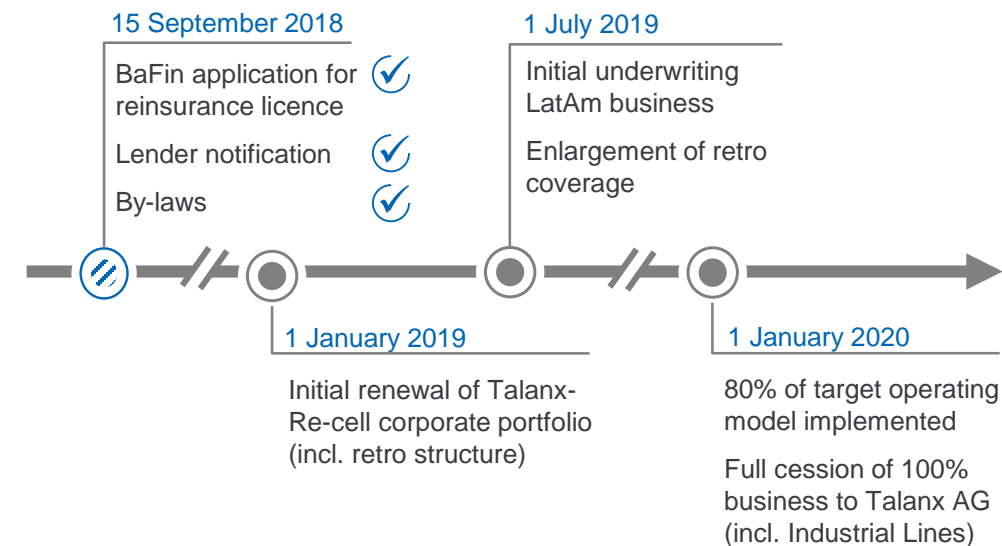 15 September 2018
BaFin application for
reinsurance licence
Lender notification
By-laws
1 July 2019
Initial underwriting
LatAm business
Enlargement of retro
coverage
1 January 2019
Initial renewal of Talanx-
Re-cell corporate portfolio
(incl. retro structure)
1 January 2020
80% of target operating
model implemented
Full cession of 100%
business to Talanx AG
(incl. Industrial Lines)